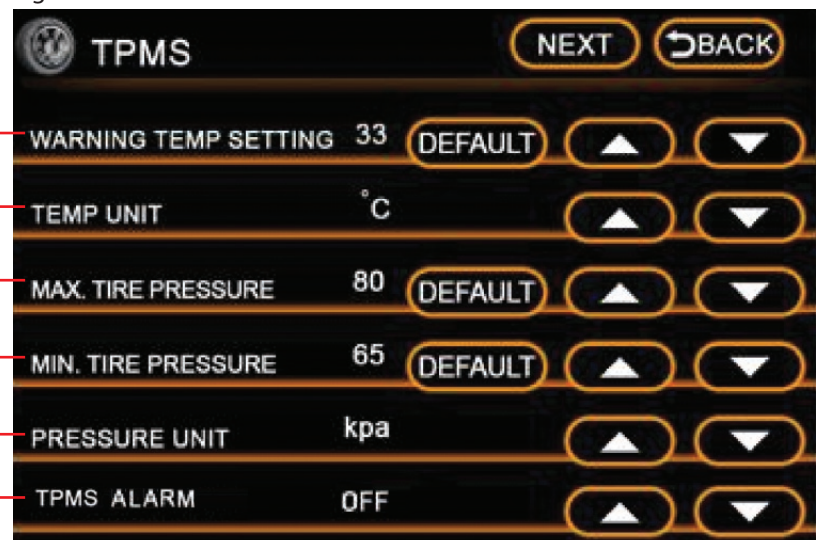 TPMS NEXT BACK
WARNING TEMP SETTING 33 DEFAULT
TEMP UNIT °C
MAX. TIRE PRESSURE 80 DEFAULT
MIN. TIRE PRESSURE 65 DEFAULT
PRESSURE UNIT kpa
TPMS ALARM OFF